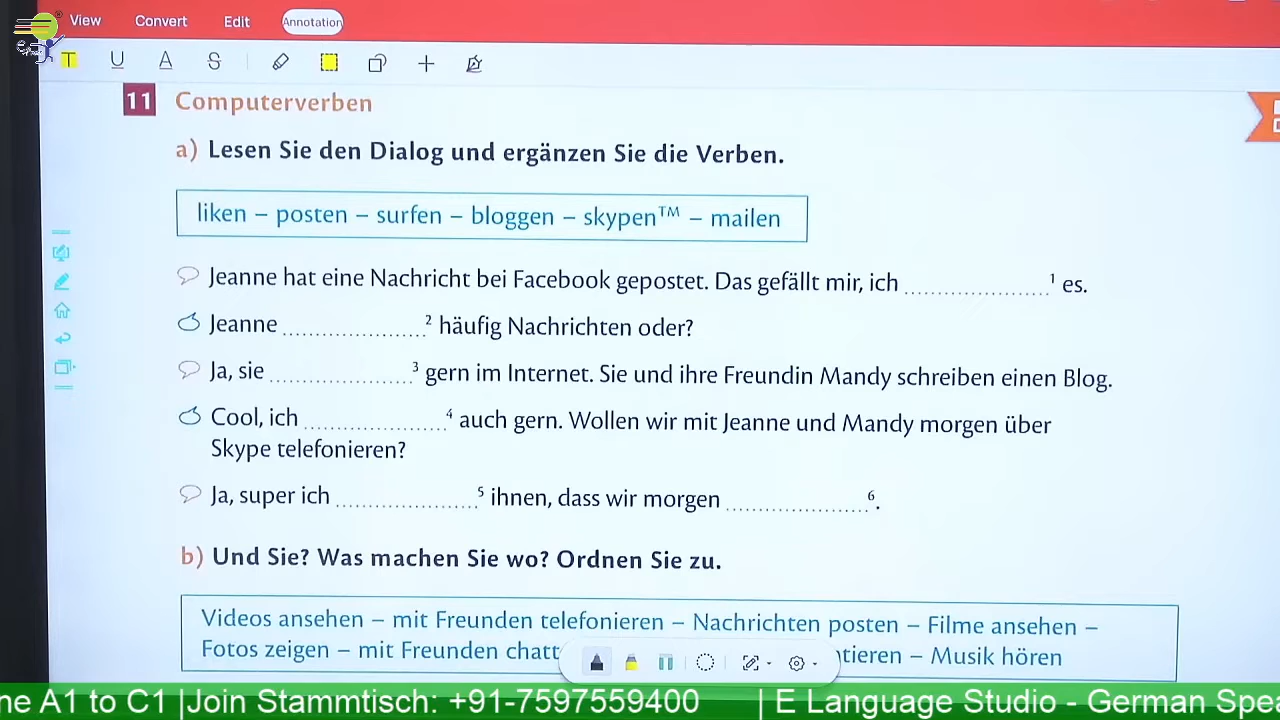 View Convert Edit Annotation
T U A S
11 Computerverben
a) Lesen Sie den Dialog und ergänzen Sie die Verben.
liken – posten – surfen – bloggen – skypen™ – mailen
Jeanne hat eine Nachricht bei Facebook gepostet. Das gefällt mir, ich ....................¹ es.
Jeanne ....................² häufig Nachrichten oder?
Ja, sie ....................³ gern im Internet. Sie und ihre Freundin Mandy schreiben einen Blog.
Cool, ich ....................⁴ auch gern. Wollen wir mit Jeanne und Mandy morgen über
Skype telefonieren?
Ja, super ich ....................⁵ ihnen, dass wir morgen ....................⁶.
b) Und Sie? Was machen Sie wo? Ordnen Sie zu.
Videos ansehen – mit Freunden telefonieren – Nachrichten posten – Filme ansehen –
Fotos zeigen – mit Freunden chatt tieren – Musik hören
ne A1 to C1 |Join Stammtisch: +91-7597559400 | E Language Studio - German Spea